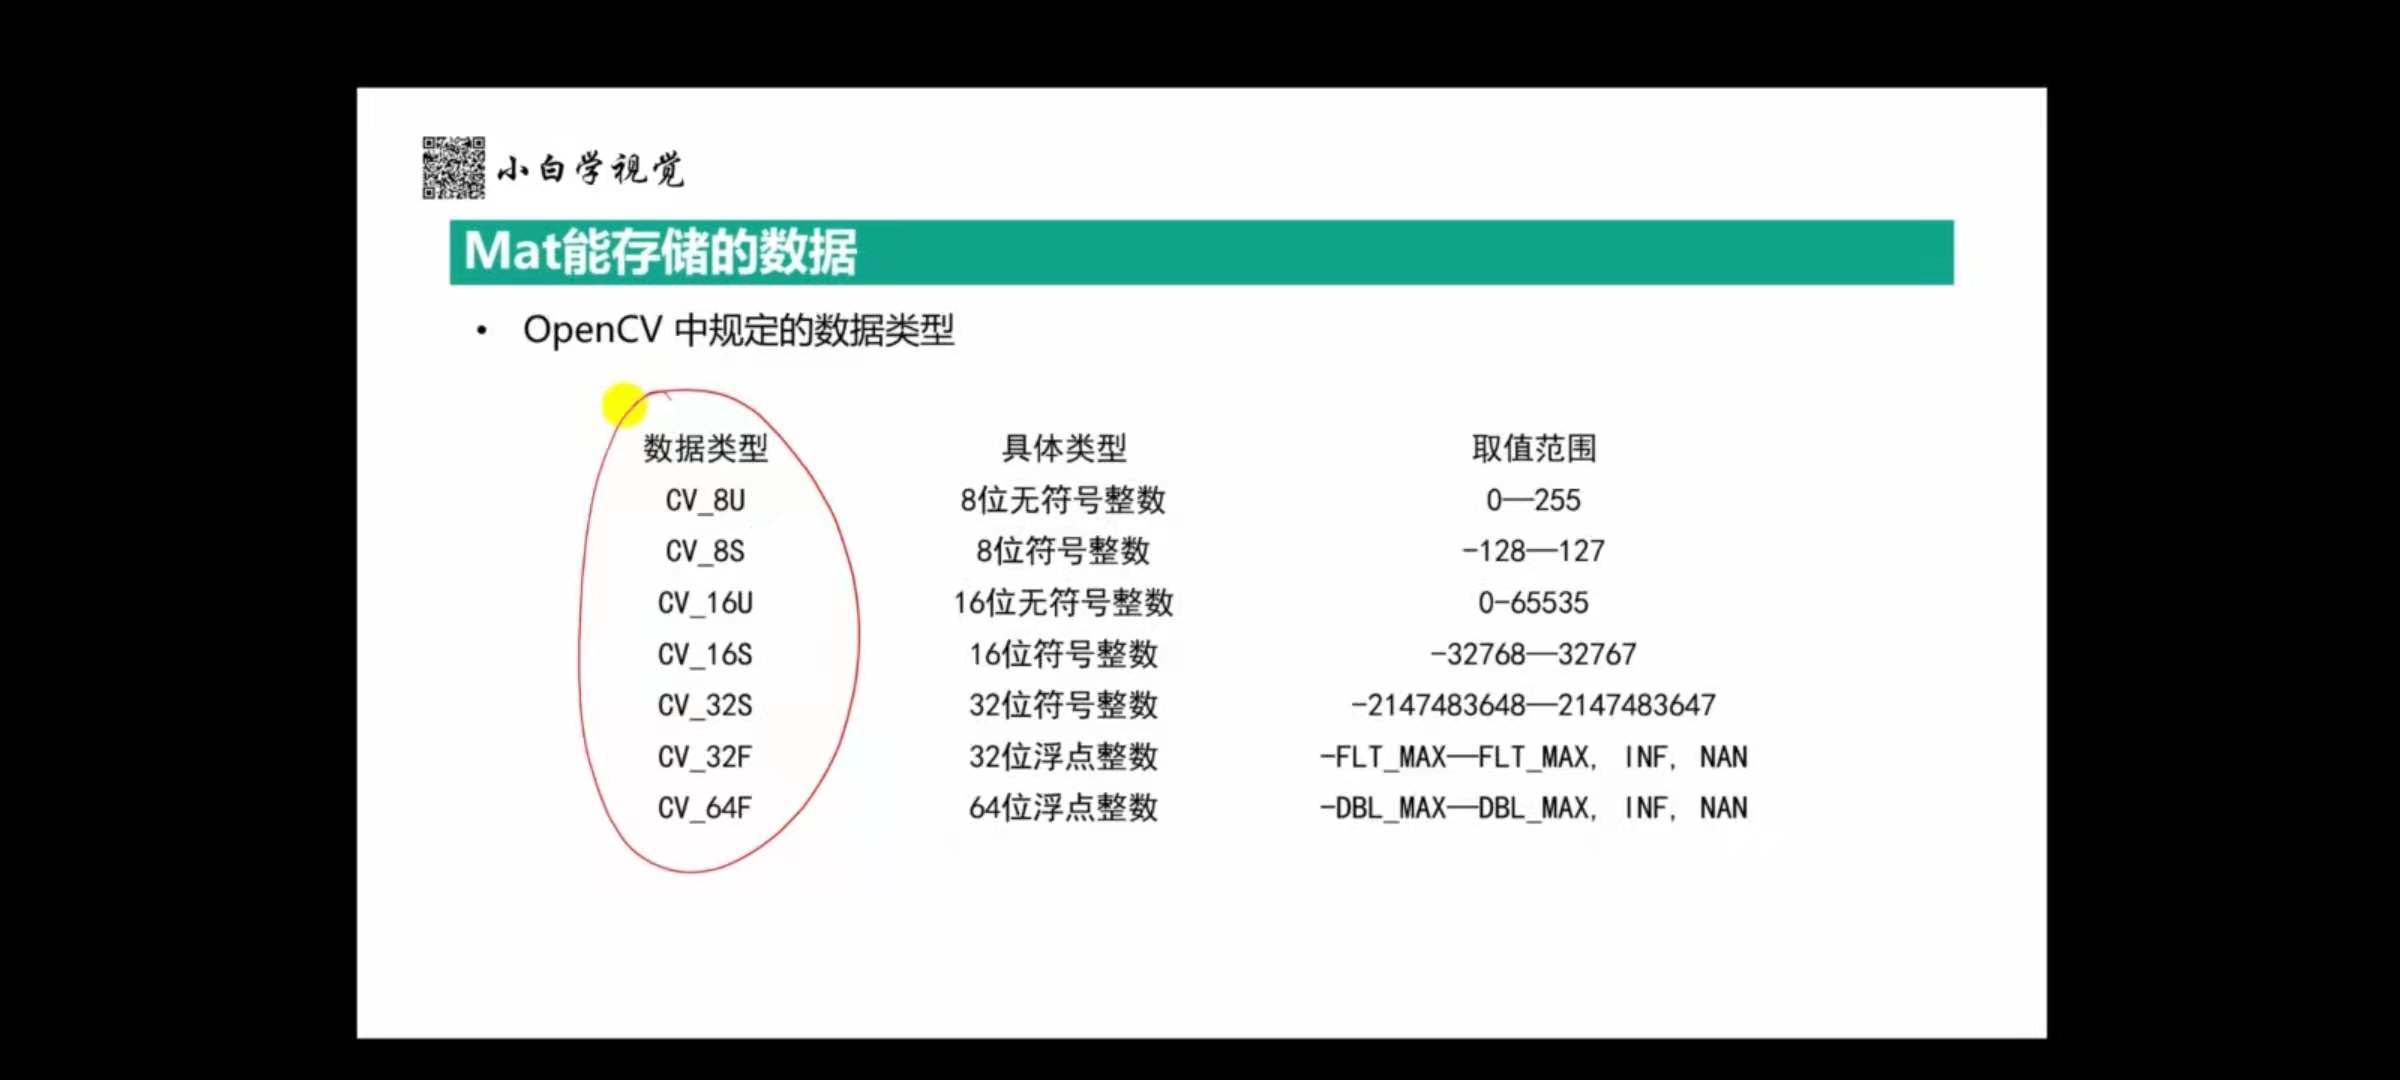 小白学视觉
Mat能存储的数据
• OpenCV 中规定的数据类型
数据类型 具体类型 取值范围
CV_8U 8位无符号整数 0—255
CV_8S 8位符号整数 -128—127
CV_16U 16位无符号整数 0-65535
CV_16S 16位符号整数 -32768—32767
CV_32S 32位符号整数 -2147483648—2147483647
CV_32F 32位浮点整数 -FLT_MAX—FLT_MAX, INF, NAN
CV_64F 64位浮点整数 -DBL_MAX—DBL_MAX, INF, NAN